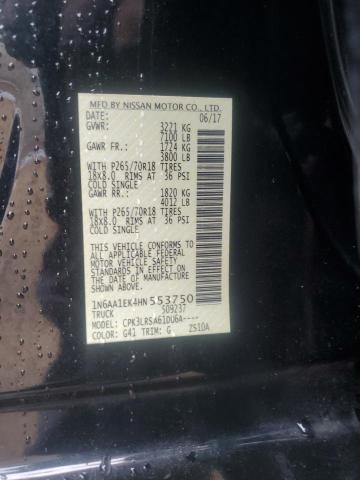 MFD BY NISSAN MOTOR CO., LTD.
DATE: 06/17
GVWR: 3221 KG
7100 LB
GAWR FR.: 1724 KG
3800 LB
WITH P265/70R18 TIRES
18X8.0 RIMS AT 36 PSI
COLD SINGLE
GAWR RR.: 1820 KG
4012 LB
WITH P265/70R18 TIRES
18X8.0 RIMS AT 36 PSI
COLD SINGLE
THIS VEHICLE CONFORMS TO
ALL APPLICABLE FEDERAL
MOTOR VEHICLE SAFETY
STANDARDS IN EFFECT ON
THE DATE OF MANUFACTURE
SHOWN ABOVE.
1N6AA1EK4HN553750
TRUCK 509237
MODEL: CPK3LRSA61DU6A----
COLOR: G41 TRIM: G ZS1DA